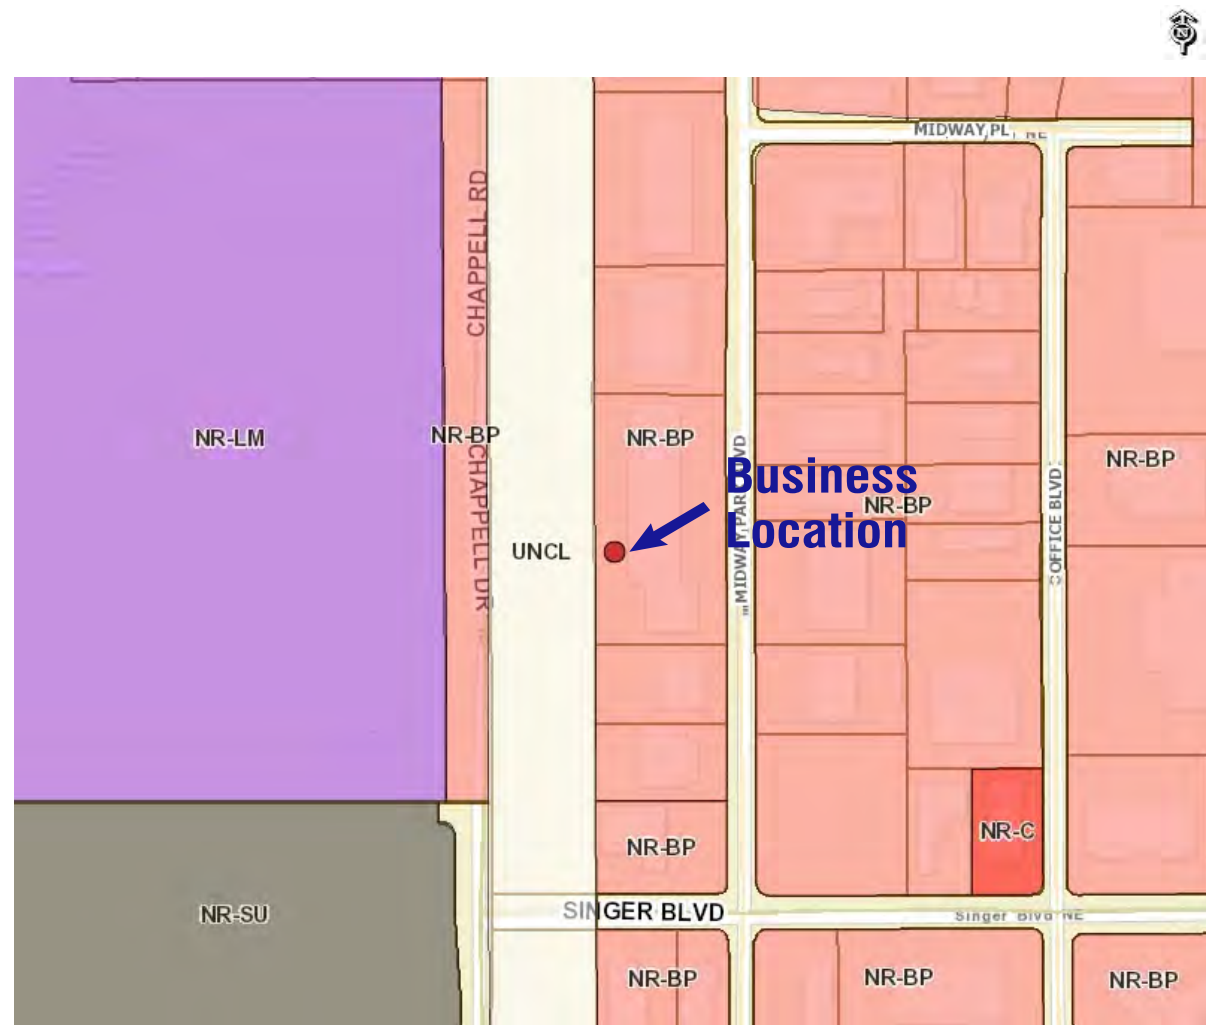 N
MIDWAY PL NE
CHAPPELL RD
NR-LM
NR-BP
NR-BP
NR-BP
Business
Location
NR-BP
MIDWAY PARK BLVD
OFFICE BLVD
CHAPPELL DR
UNCL
NR-C
NR-BP
NR-SU
SINGER BLVD
Singer Blvd NE
NR-BP
NR-BP
NR-BP